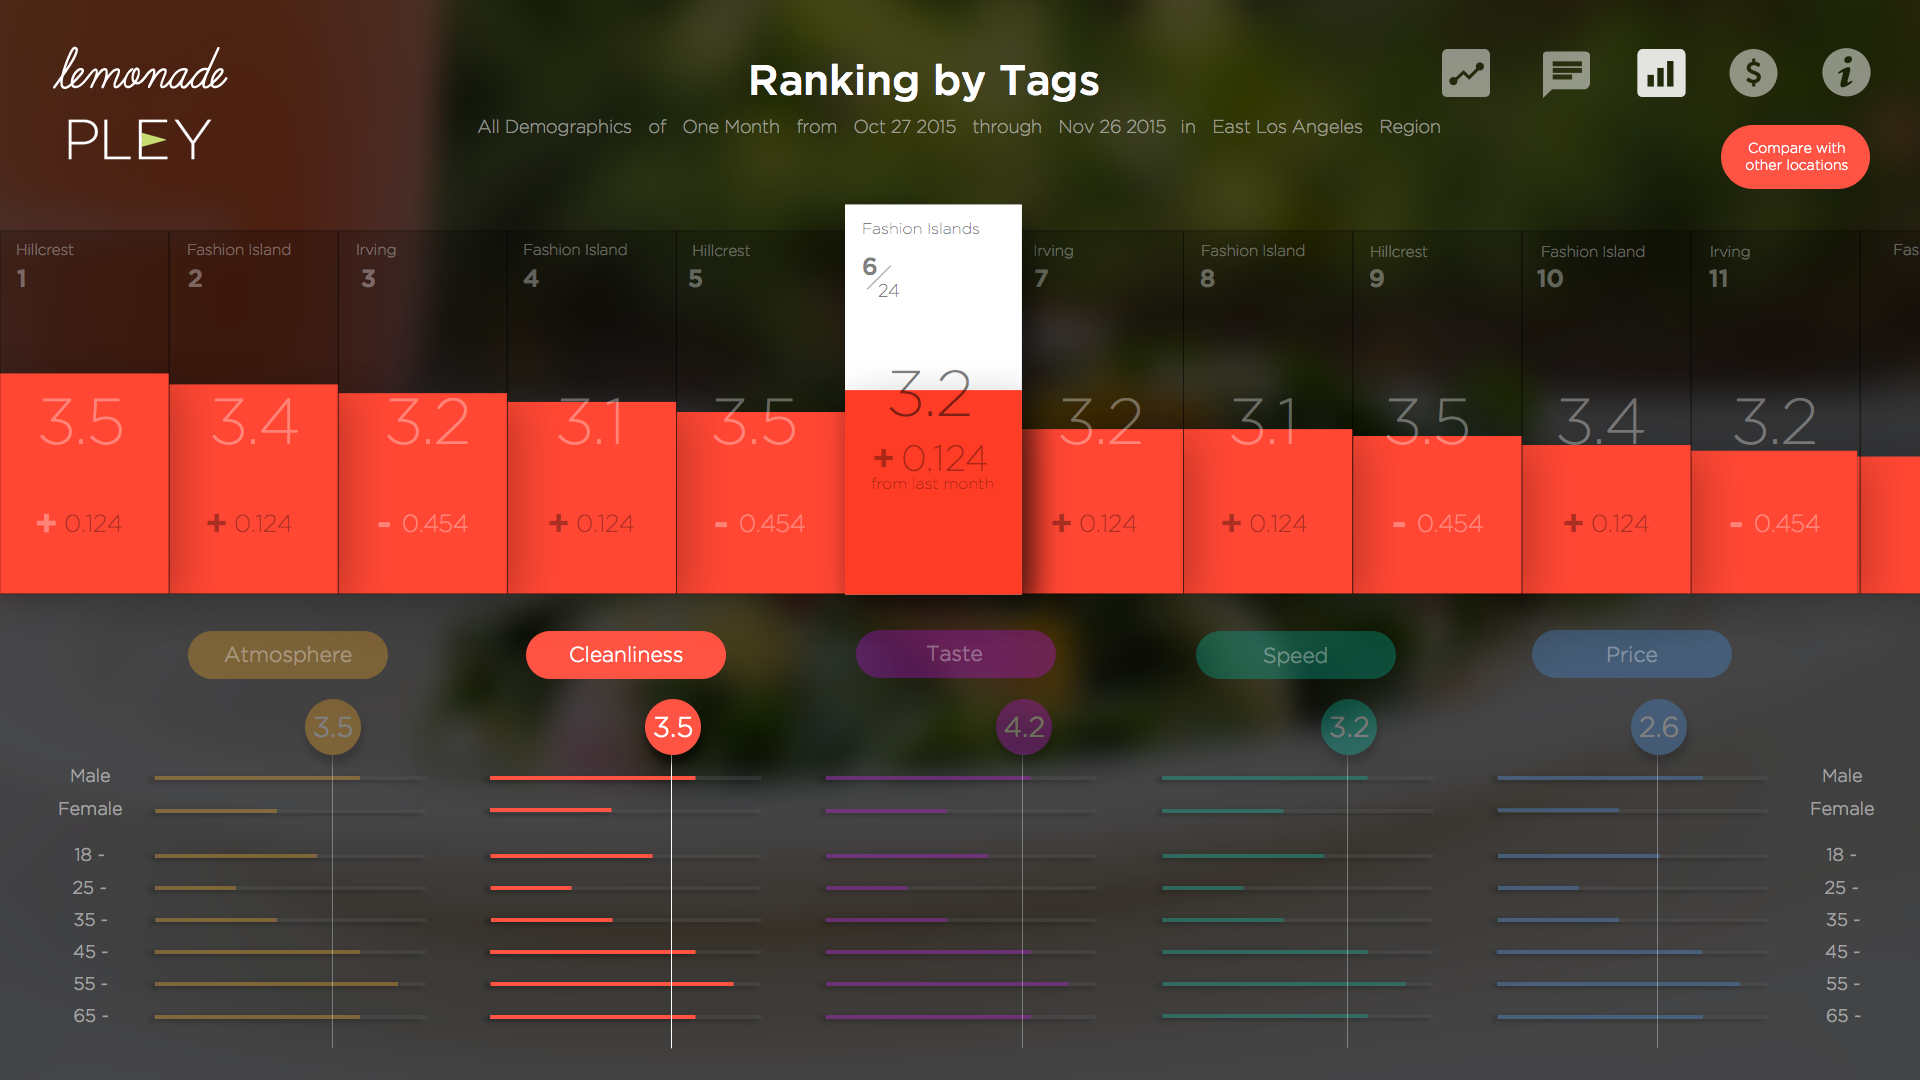 lemonade
PLEY
Ranking by Tags
All Demographics of One Month from Oct 27 2015 through Nov 26 2015 in East Los Angeles Region
Compare with
other locations
Hillcrest
1
3.5
+ 0.124
Fashion Island
2
3.4
+ 0.124
Irving
3
3.2
- 0.454
Fashion Island
4
3.1
+ 0.124
Hillcrest
5
3.5
- 0.454
Fashion Islands
6/24
3.2
+ 0.124
from last month
Irving
7
3.2
+ 0.124
Fashion Island
8
3.1
+ 0.124
Hillcrest
9
3.5
- 0.454
Fashion Island
10
3.4
+ 0.124
Irving
11
3.2
- 0.454
Fas
Atmosphere
Cleanliness
Taste
Speed
Price
3.5
3.5
4.2
3.2
2.6
Male
Male
Female
Female
18 -
18 -
25 -
25 -
35 -
35 -
45 -
45 -
55 -
55 -
65 -
65 -